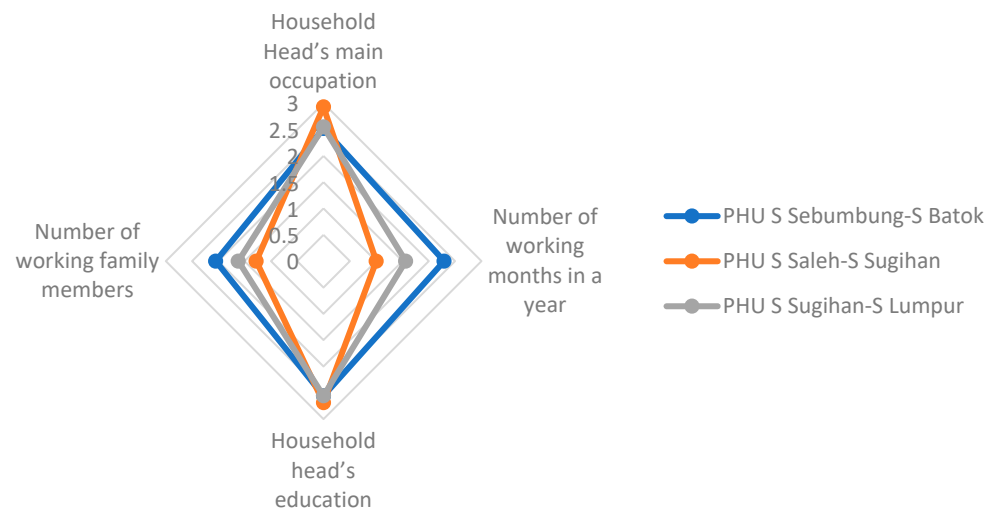 Household
Head’s main
occupation
3
2.5
2
1.5
1
0.5
0
Number of
working family
members
Number of
working
months in a
year
Household
head’s
education
PHU S Sebumbung-S Batok
PHU S Saleh-S Sugihan
PHU S Sugihan-S Lumpur